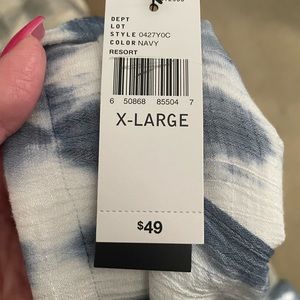 DEPT
LOT
STYLE 0427Y0C
COLOR NAVY
RESORT
6 50868 85504 7
X-LARGE
$49